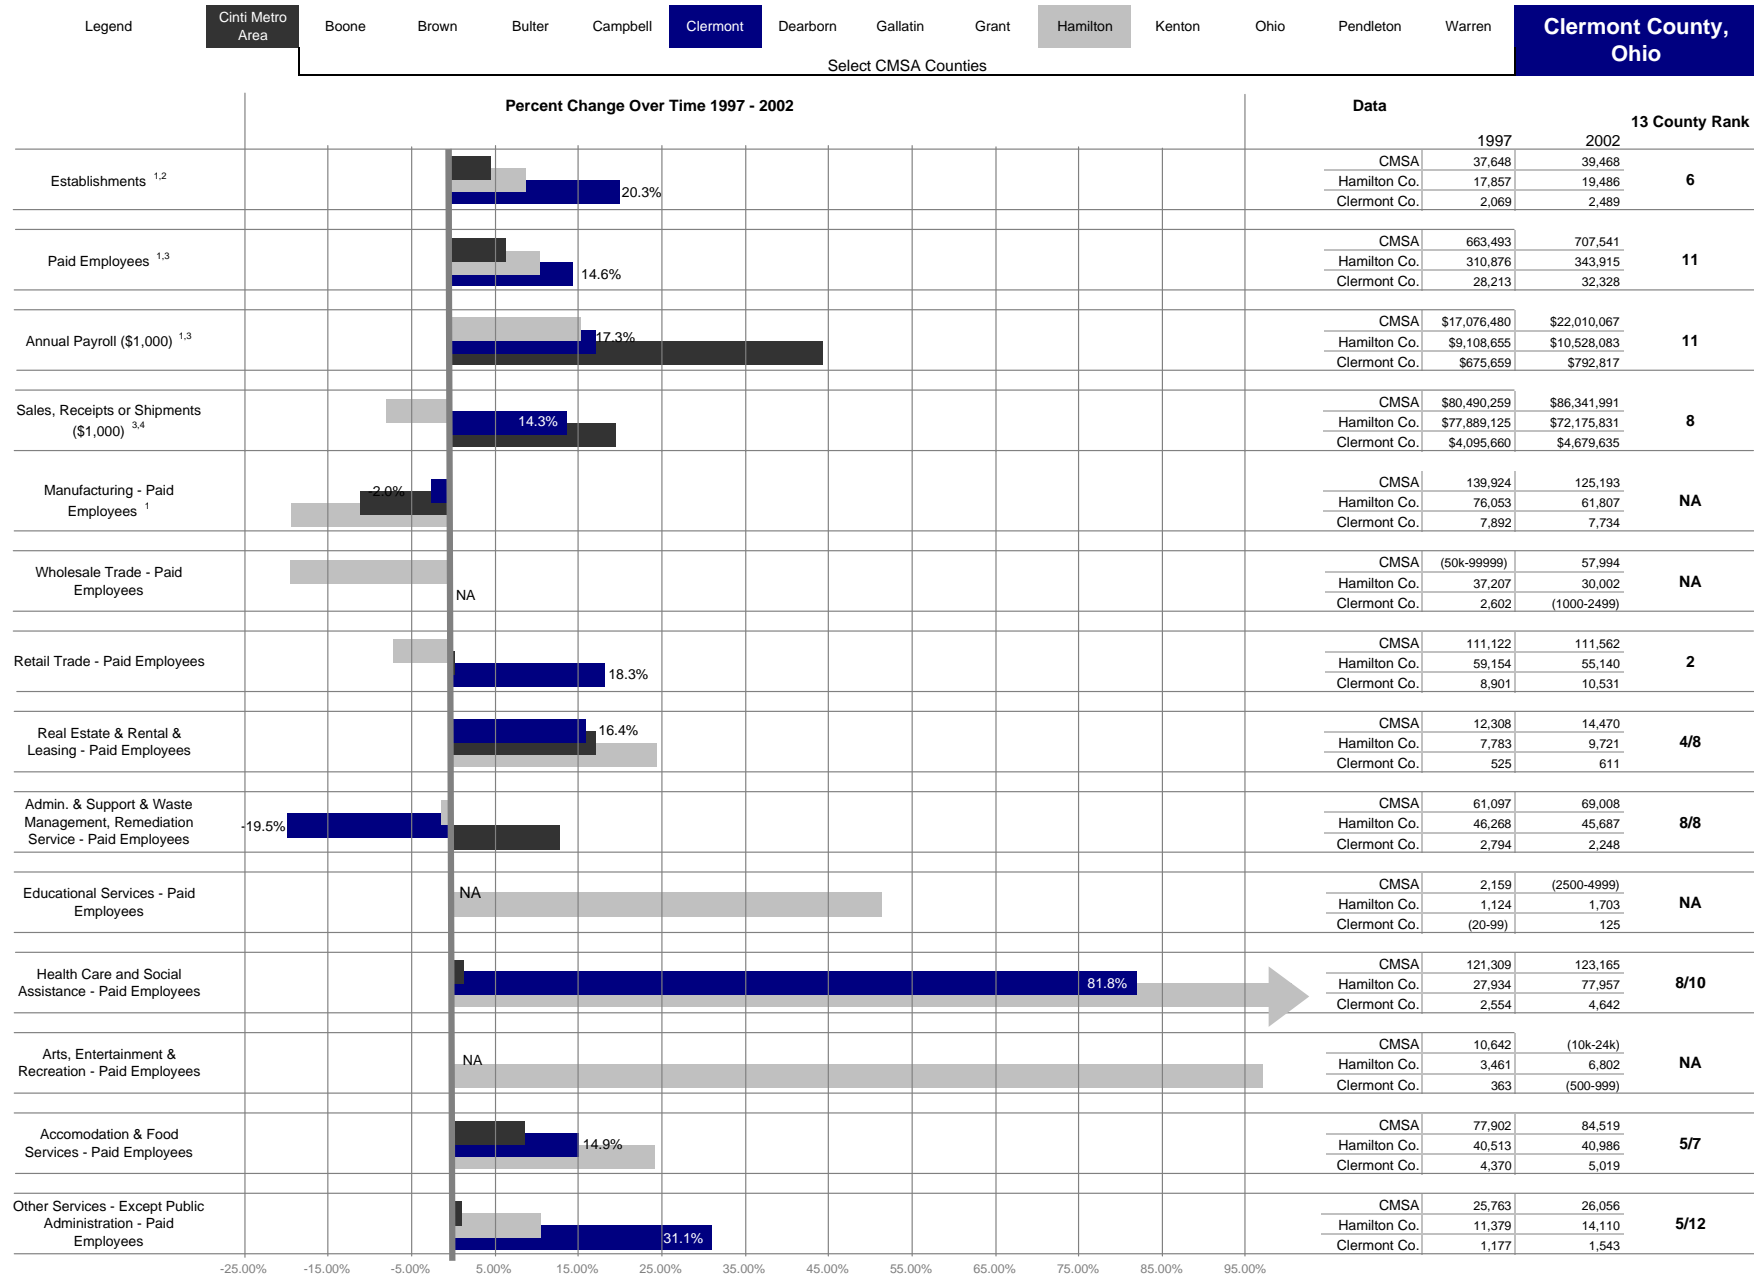 Legend Cinti Metro Area Boone Brown Bulter Campbell Clermont Dearborn Gallatin Grant Hamilton Kenton Ohio Pendleton Warren Clermont County, Ohio
Select CMSA Counties
Percent Change Over Time 1997 - 2002 Data 13 County Rank
1997 2002
Establishments 1,2
20.3%
CMSA 37,648 39,468
Hamilton Co. 17,857 19,486
Clermont Co. 2,069 2,489
6
Paid Employees 1,3
14.6%
CMSA 663,493 707,541
Hamilton Co. 310,876 343,915
Clermont Co. 28,213 32,328
11
Annual Payroll ($1,000) 1,3
17.3%
CMSA $17,076,480 $22,010,067
Hamilton Co. $9,108,655 $10,528,083
Clermont Co. $675,659 $792,817
11
Sales, Receipts or Shipments
($1,000) 3,4
14.3%
CMSA $80,490,259 $86,341,991
Hamilton Co. $77,889,125 $72,175,831
Clermont Co. $4,095,660 $4,679,635
8
Manufacturing - Paid
Employees 1
-2.0%
CMSA 139,924 125,193
Hamilton Co. 76,053 61,807
Clermont Co. 7,892 7,734
NA
Wholesale Trade - Paid
Employees
NA
CMSA (50k-99999) 57,994
Hamilton Co. 37,207 30,002
Clermont Co. 2,602 (1000-2499)
NA
Retail Trade - Paid Employees
18.3%
CMSA 111,122 111,562
Hamilton Co. 59,154 55,140
Clermont Co. 8,901 10,531
2
Real Estate & Rental &
Leasing - Paid Employees
16.4%
CMSA 12,308 14,470
Hamilton Co. 7,783 9,721
Clermont Co. 525 611
4/8
Admin. & Support & Waste
Management, Remediation
Service - Paid Employees
-19.5%
CMSA 61,097 69,008
Hamilton Co. 46,268 45,687
Clermont Co. 2,794 2,248
8/8
Educational Services - Paid
Employees
NA
CMSA 2,159 (2500-4999)
Hamilton Co. 1,124 1,703
Clermont Co. (20-99) 125
NA
Health Care and Social
Assistance - Paid Employees
81.8%
CMSA 121,309 123,165
Hamilton Co. 27,934 77,957
Clermont Co. 2,554 4,642
8/10
Arts, Entertainment &
Recreation - Paid Employees
NA
CMSA 10,642 (10k-24k)
Hamilton Co. 3,461 6,802
Clermont Co. 363 (500-999)
NA
Accomodation & Food
Services - Paid Employees
14.9%
CMSA 77,902 84,519
Hamilton Co. 40,513 40,986
Clermont Co. 4,370 5,019
5/7
Other Services - Except Public
Administration - Paid
Employees
31.1%
CMSA 25,763 26,056
Hamilton Co. 11,379 14,110
Clermont Co. 1,177 1,543
5/12
-25.00% -15.00% -5.00% 5.00% 15.00% 25.00% 35.00% 45.00% 55.00% 65.00% 75.00% 85.00% 95.00%